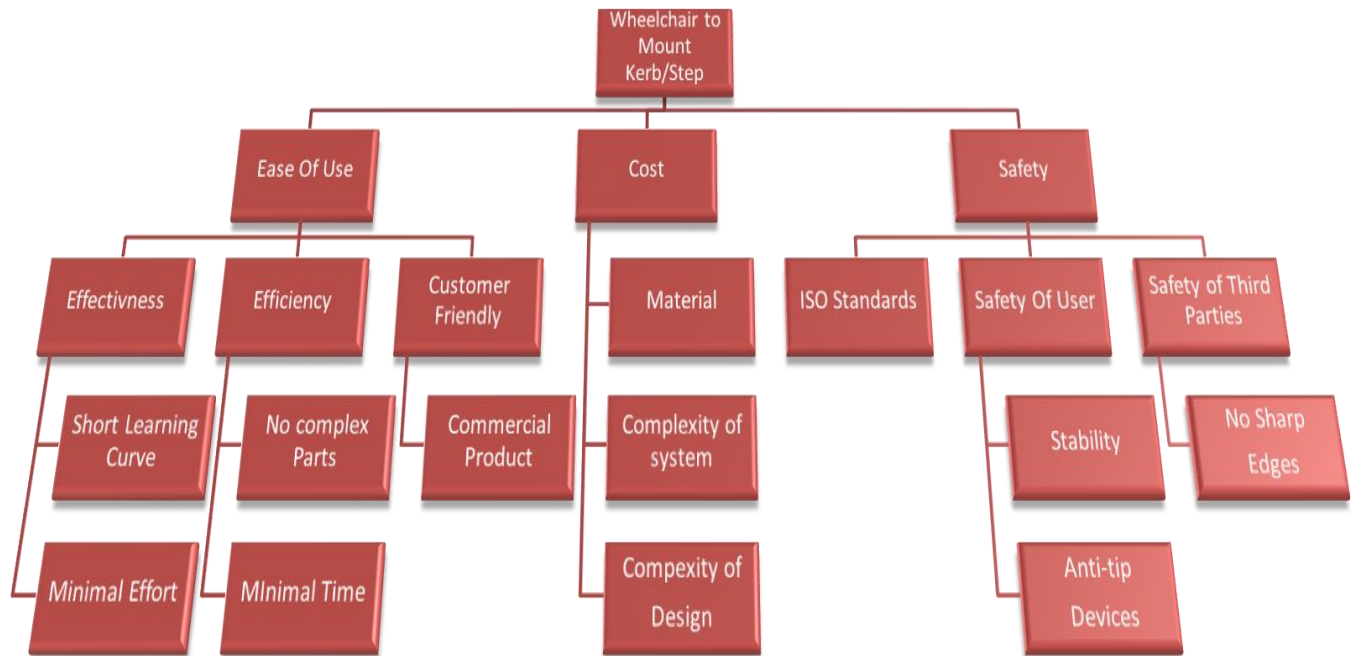 Wheelchair to
Mount
Kerb/Step
Ease Of Use
Cost
Safety
Effectivness
Efficiency
Customer
Friendly
Material
ISO Standards
Safety Of User
Safety of Third
Parties
Short Learning
Curve
No complex
Parts
Commercial
Product
Complexity of
system
Stability
No Sharp
Edges
Minimal Effort
MInimal Time
Compexity of
Design
Anti-tip
Devices